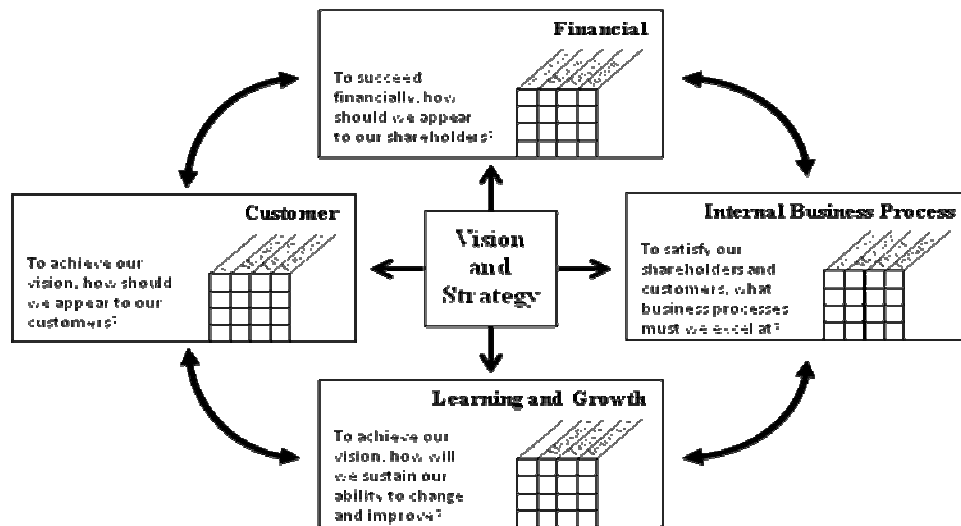 Financial
To succeed
financially, how
should we appear
to our shareholders?
Customer
To achieve our
vision, how should
we appear to our
customers?
Vision
and
Strategy
Internal Business Process
To satisfy our
shareholders and
customers, what
business processes
must we excel at?
Learning and Growth
To achieve our
vision, how will
we sustain our
ability to change
and improve?